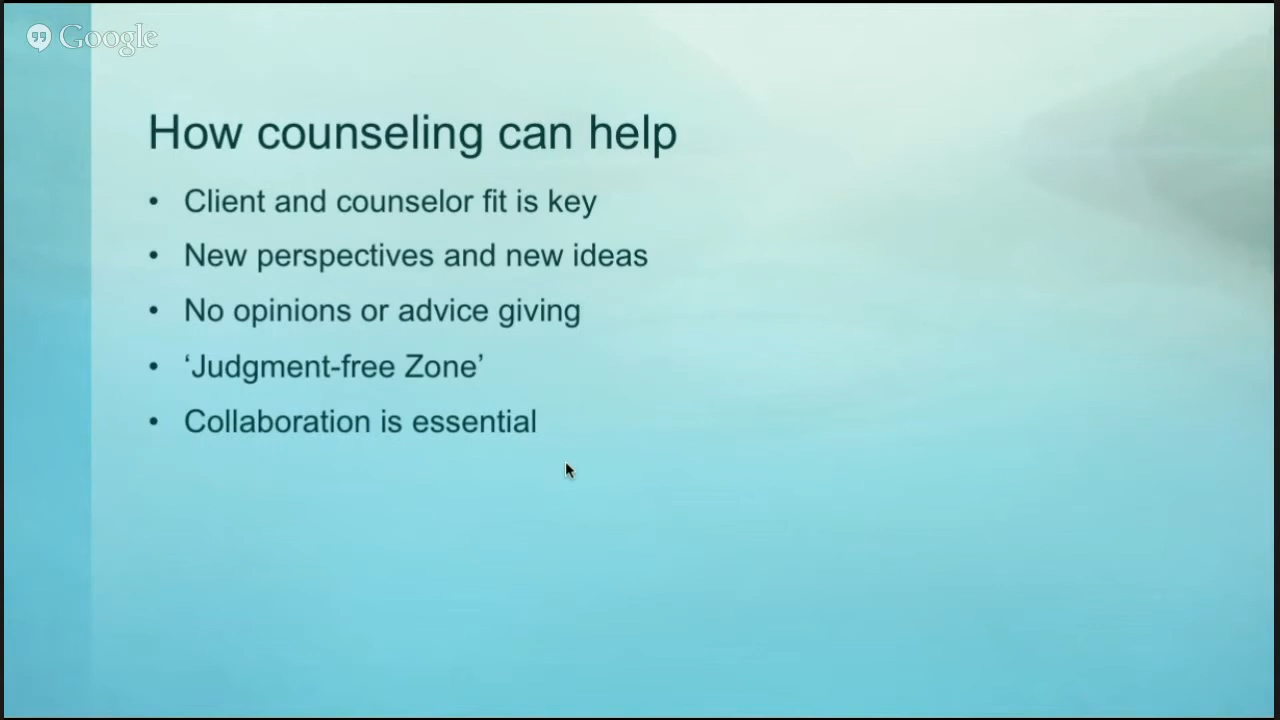 Google
How counseling can help
• Client and counselor fit is key
• New perspectives and new ideas
• No opinions or advice giving
• ‘Judgment-free Zone’
• Collaboration is essential